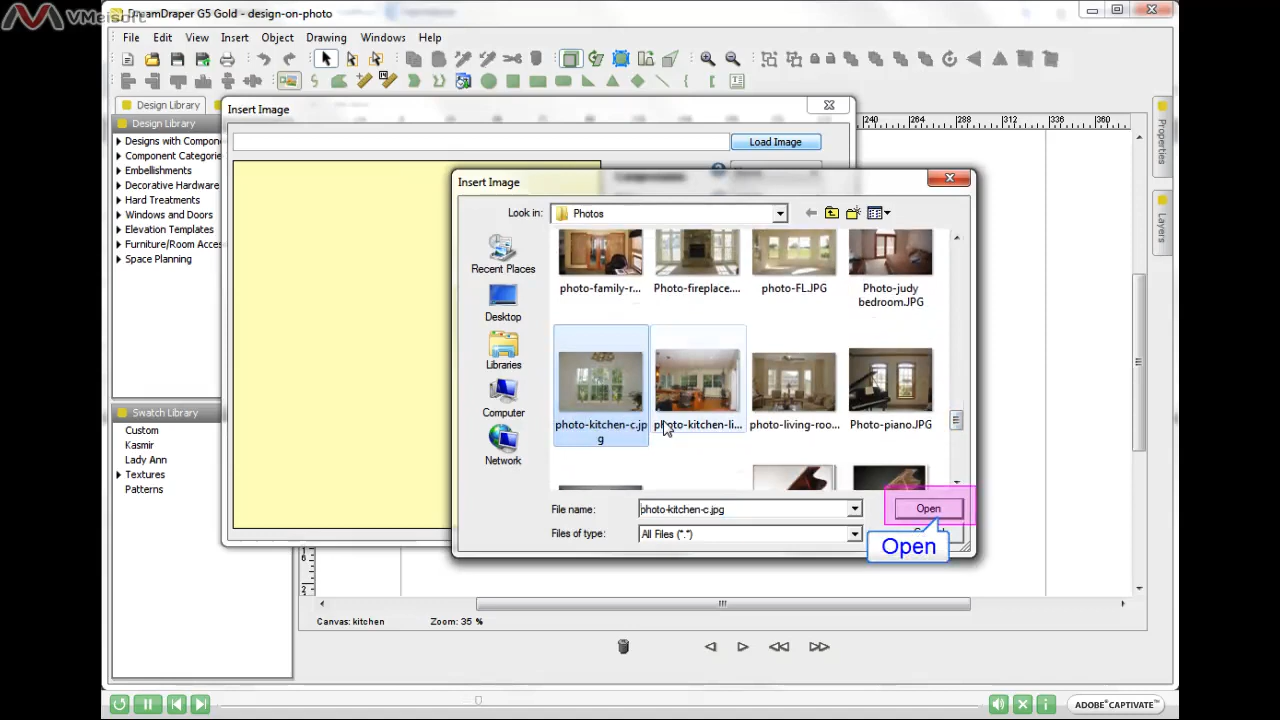 VMeisoft
DreamDraper G5 Gold - design-on-photo
File Edit View Insert Object Drawing Windows Help
Design Library
Insert Image
Design Library
Load Image
240 264 288 312 336 360
Designs with Compon
Component Categorie
Embellishments
Decorative Hardware
Hard Treatments
Windows and Doors
Elevation Templates
Furniture/Room Acces
Space Planning
Properties
Layers
Insert Image
Look in: Photos
Recent Places
Desktop
Libraries
Computer
Network
photo-family-r... Photo-fireplace.... photo-FL.JPG Photo-judy
bedroom.JPG
photo-kitchen-c.jp
g
photo-kitchen-li... photo-living-roo... Photo-piano.JPG
File name: photo-kitchen-c.jpg Open
Files of type: All Files (*.*)
Open
Swatch Library
Custom
Kasmir
Lady Ann
Textures
Patterns
Canvas: kitchen Zoom: 35 %
ADOBE CAPTIVATE